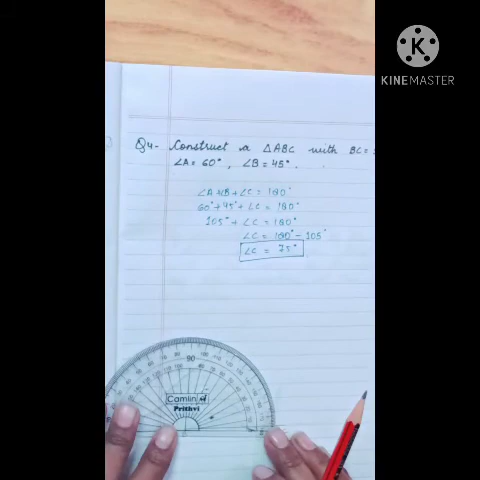 K
KINEMASTER
Q4- Construct a △ABC with BC =
∠A = 60°, ∠B = 45°.
∠A+∠B+∠C = 180°
60°+45°+∠C = 180°
105°+∠C = 180°
∠C = 180°-105°
∠C = 75°
90
Camlin
Prithvi